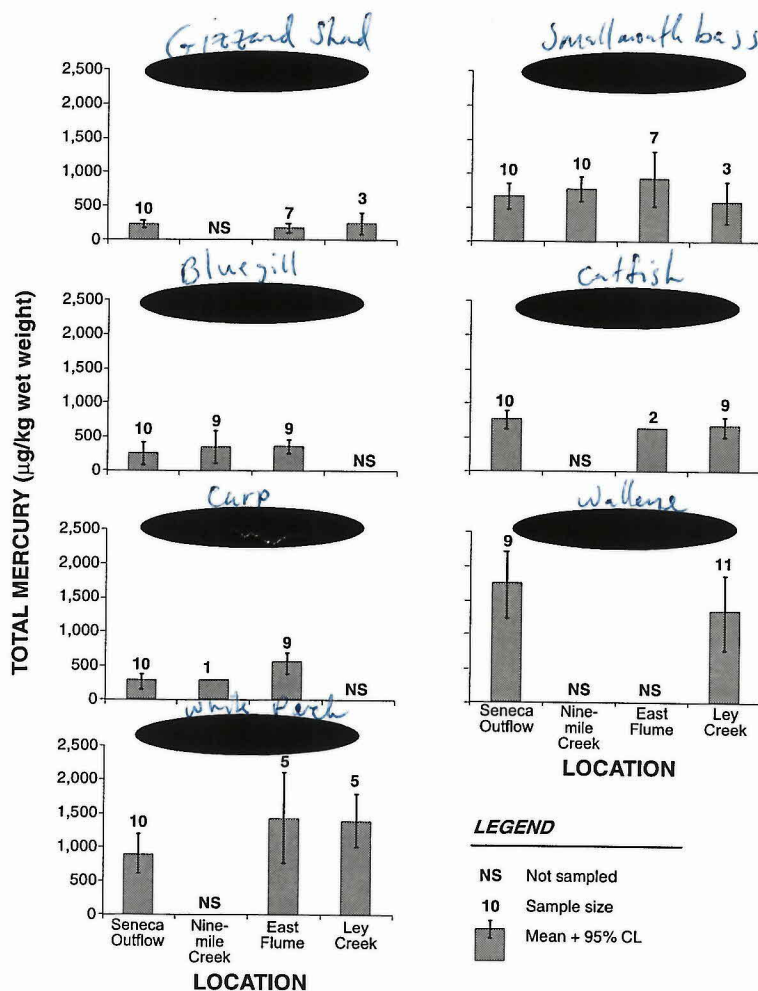 Gizzard Shad
Smallmouth bass
2,500
2,000
1,500
1,000
500
0
10
NS
7
3
10
10
7
3
Bluegill
Catfish
2,500
2,000
1,500
1,000
500
0
10
9
9
NS
10
NS
2
9
TOTAL MERCURY (µg/kg wet weight)
Carp
Walleye
2,500
2,000
1,500
1,000
500
0
10
1
9
NS
9
NS
NS
11
Seneca Outflow
Nine-mile Creek
East Flume
Ley Creek
LOCATION
White Perch
2,500
2,000
1,500
1,000
500
0
10
NS
5
5
Seneca Outflow
Nine-mile Creek
East Flume
Ley Creek
LOCATION
LEGEND
NS Not sampled
10 Sample size
Mean + 95% CL